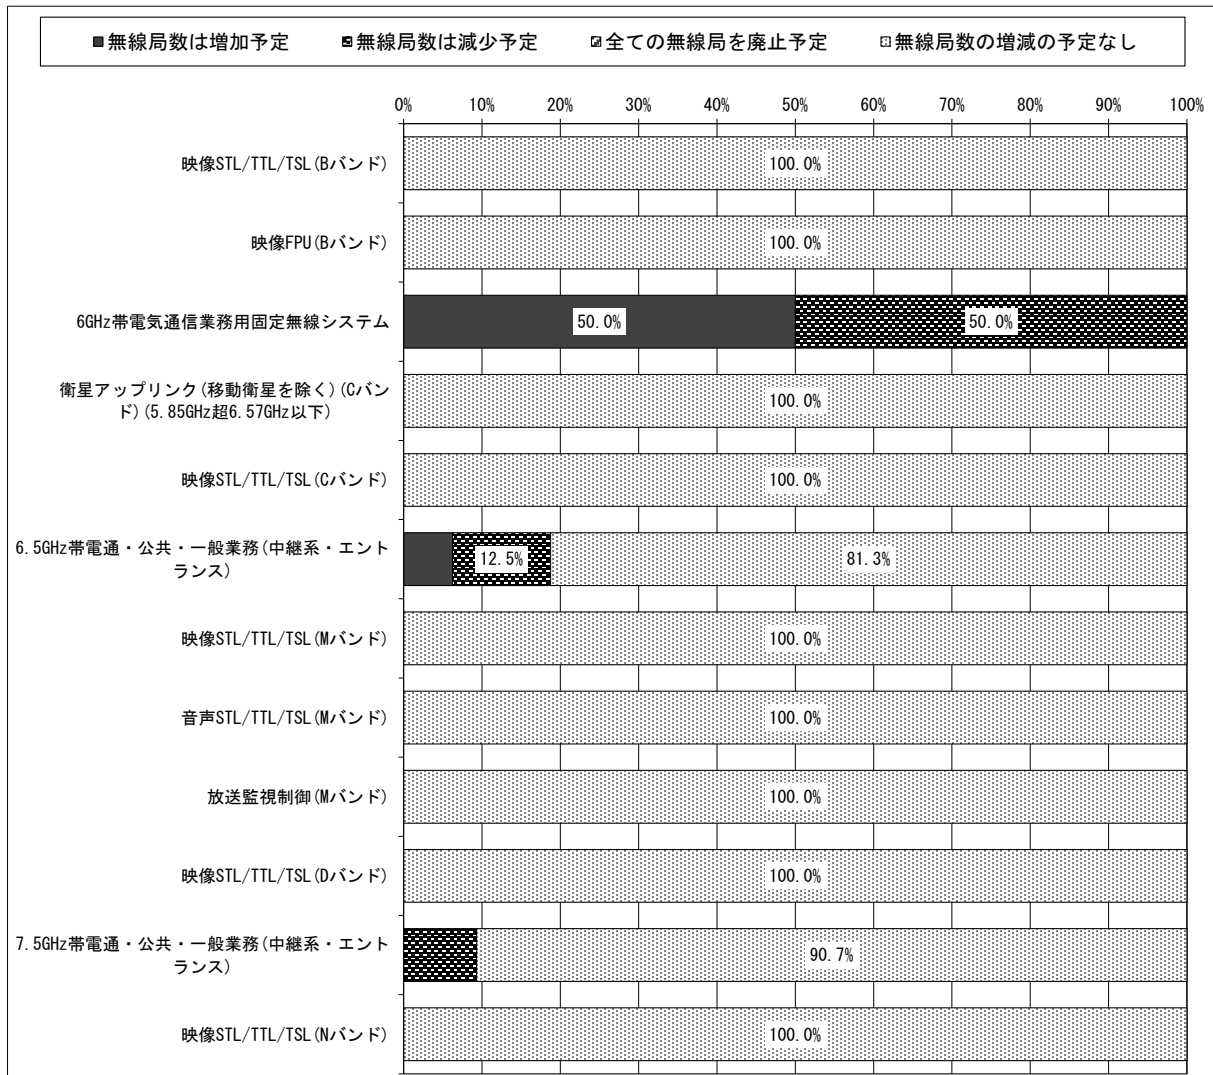 無線局数は増加予定 無線局数は減少予定 全ての無線局を廃止予定 無線局数の増減の予定なし
0% 10% 20% 30% 40% 50% 60% 70% 80% 90% 100%
映像STL/TTL/TSL(Bバンド) 100.0%
映像FPU(Bバンド) 100.0%
6GHz帯電気通信業務用固定無線システム 50.0% 50.0%
衛星アップリンク(移動衛星を除く)(Cバン
ド)(5.85GHz超6.57GHz以下) 100.0%
映像STL/TTL/TSL(Cバンド) 100.0%
6.5GHz帯電通・公共・一般業務(中継系・エント
ランス) 12.5% 81.3%
映像STL/TTL/TSL(Mバンド) 100.0%
音声STL/TTL/TSL(Mバンド) 100.0%
放送監視制御(Mバンド) 100.0%
映像STL/TTL/TSL(Dバンド) 100.0%
7.5GHz帯電通・公共・一般業務(中継系・エント
ランス) 90.7%
映像STL/TTL/TSL(Nバンド) 100.0%